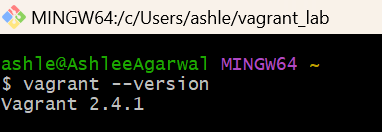 MINGW64:/c/Users/ashle/vagrant_lab
ashle@AshleeAgarwal MINGW64 ~
$ vagrant --version
Vagrant 2.4.1